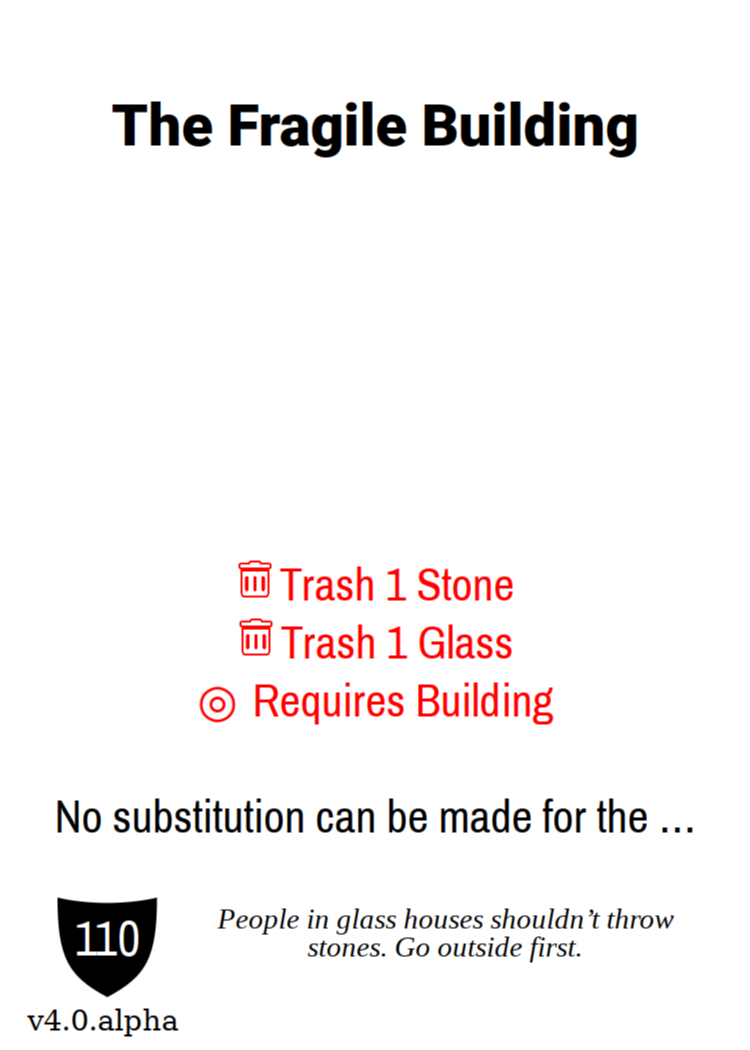 The Fragile Building
Trash 1 Stone
Trash 1 Glass
Requires Building
No substitution can be made for the ...
110
People in glass houses shouldn’t throw
stones. Go outside first.
v4.0.alpha